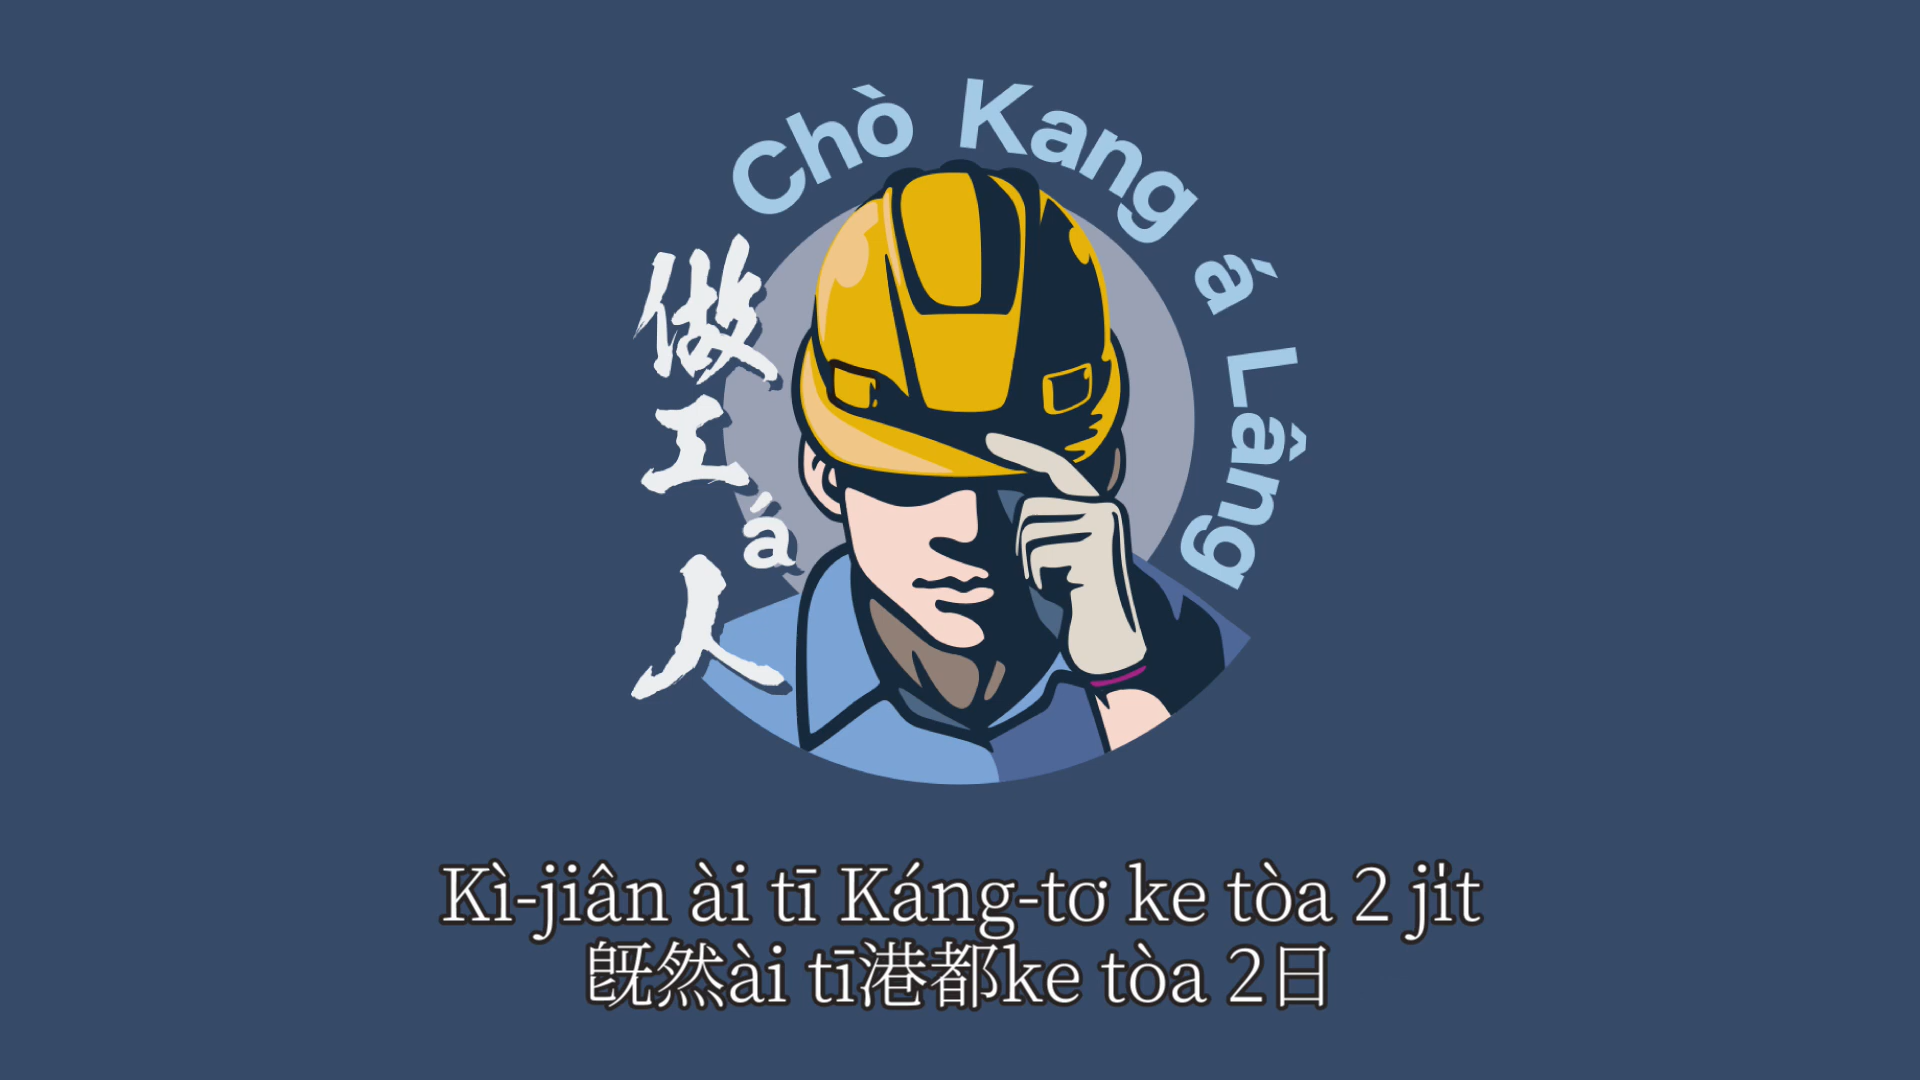 Chò Kang á Lâng
做工á人
Kì-jiân ài tī Káng-tơ ke tòa 2 ji̍t
既然ài tī港都ke tòa 2日